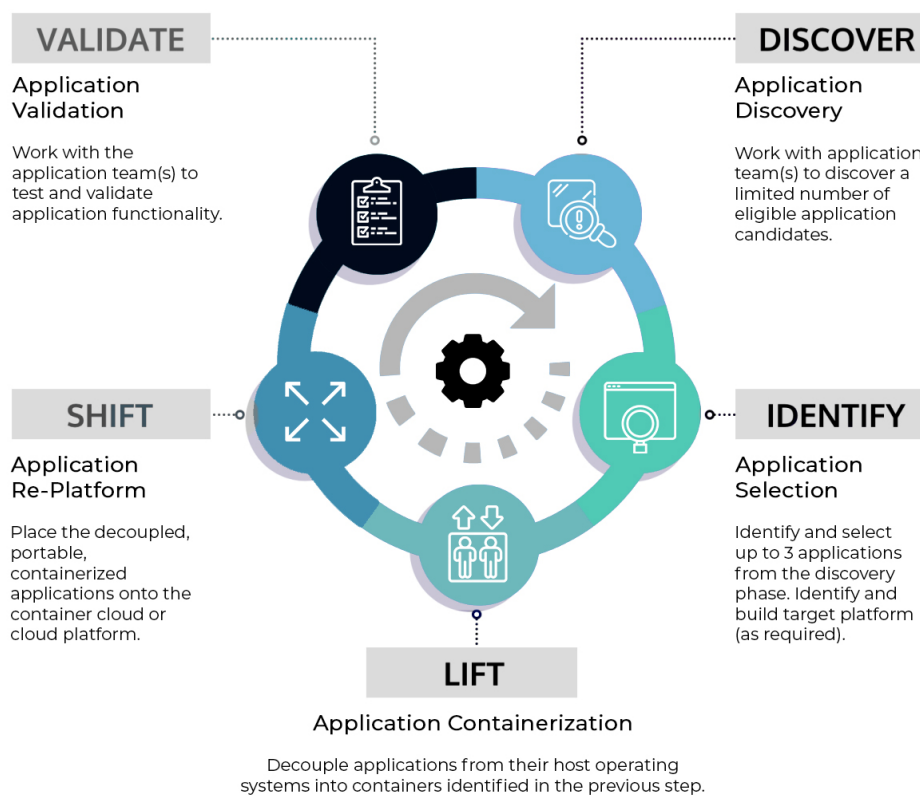 VALIDATE
Application
Validation
Work with the
application team(s) to
test and validate
application functionality.
DISCOVER
Application
Discovery
Work with application
team(s) to discover a
limited number of
eligible application
candidates.
SHIFT
Application
Re-Platform
Place the decoupled,
portable,
containerized
applications onto the
container cloud or
cloud platform.
IDENTIFY
Application
Selection
Identify and select
up to 3 applications
from the discovery
phase. Identify and
build target platform
(as required).
LIFT
Application Containerization
Decouple applications from their host operating
systems into containers identified in the previous step.